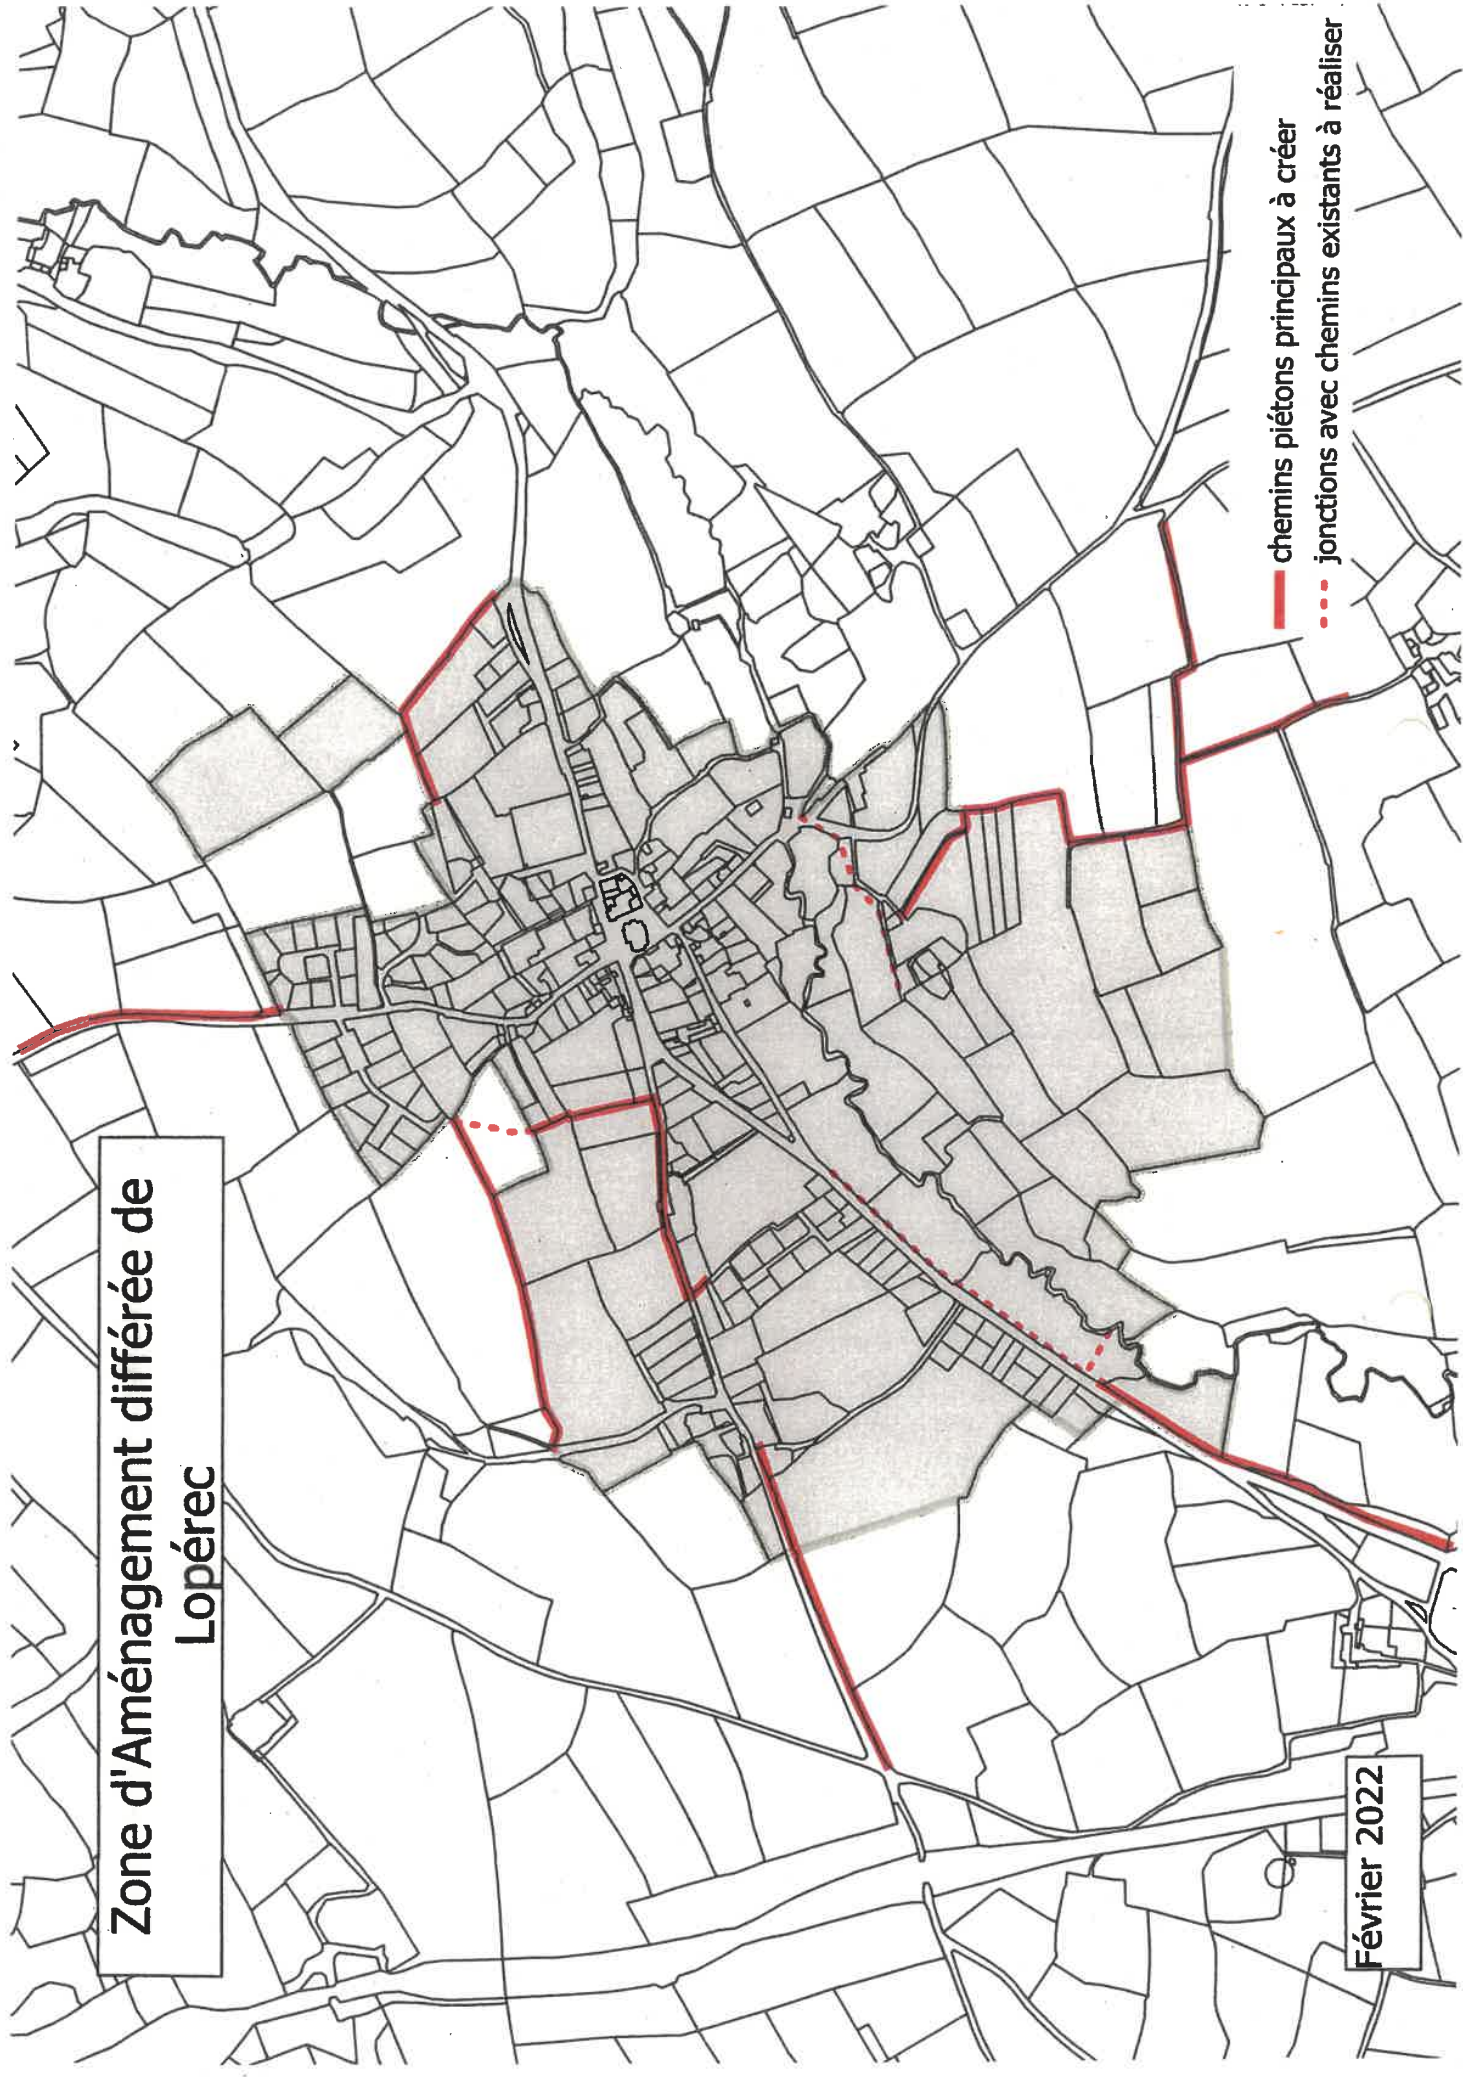 Zone d'Aménagement différée de
Lopérec
chemins piétons principaux à créer
jonctions avec chemins existants à réaliser
Février 2022